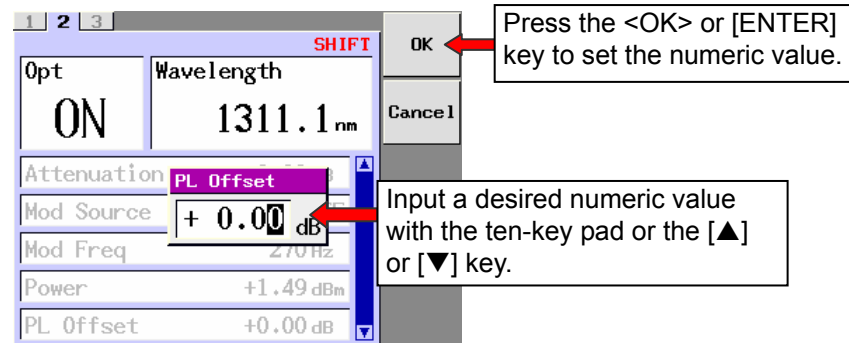 1 2 3
SHIFT
OK
Press the <OK> or [ENTER]
key to set the numeric value.
Opt
Wavelength
ON
1311.1 nm
Cancel
Attenuation
PL Offset
+ 0.00 dB
Input a desired numeric value
with the ten-key pad or the [▲]
or [▼] key.
Mod Source
Mod Freq
270 Hz
Power
+1.49 dBm
PL Offset
+0.00 dB